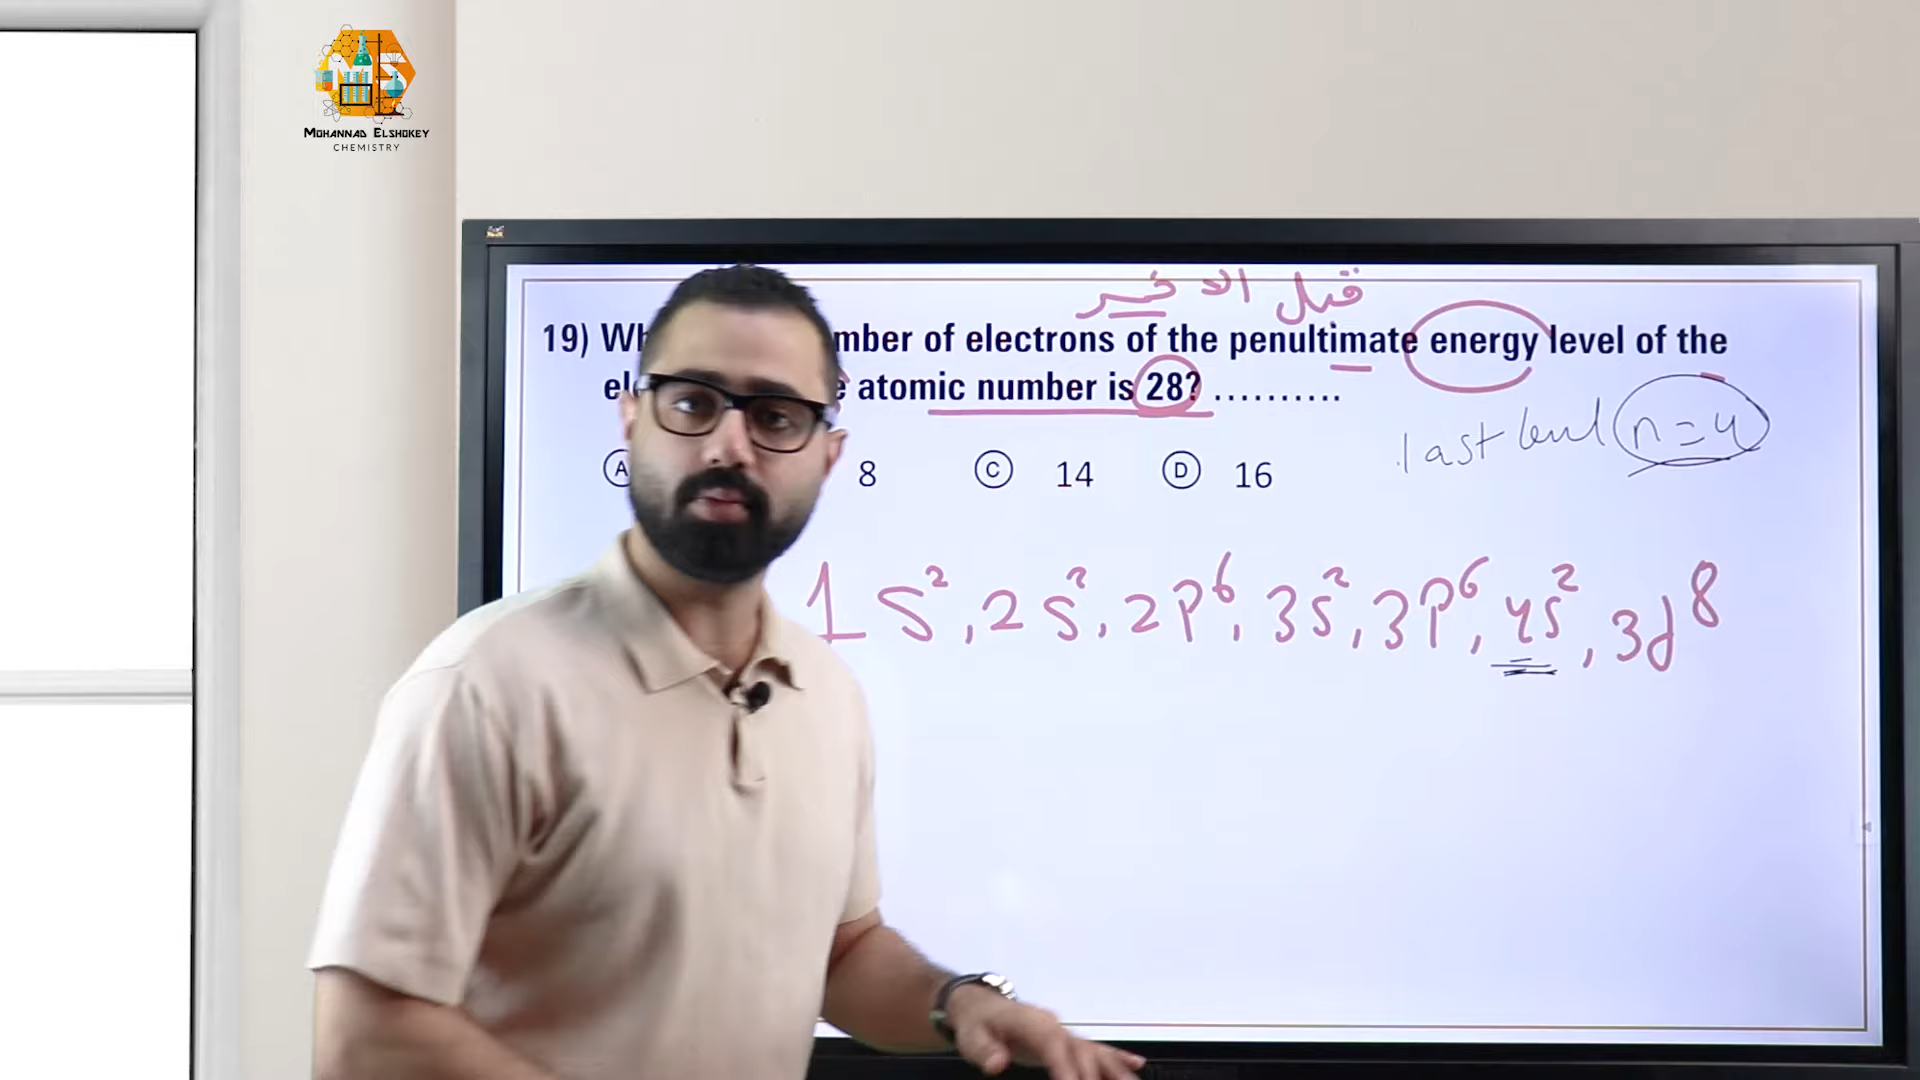 MOHANNAD ELSHOKEY
CHEMISTRY
قبل الاخير
19) Wh mber of electrons of the penultimate energy level of the
el e atomic number is 28? ..........
last level n=4
A 8 C 14 D 16
1s², 2s², 2p⁶, 3s², 3p⁶, 4s², 3d⁸